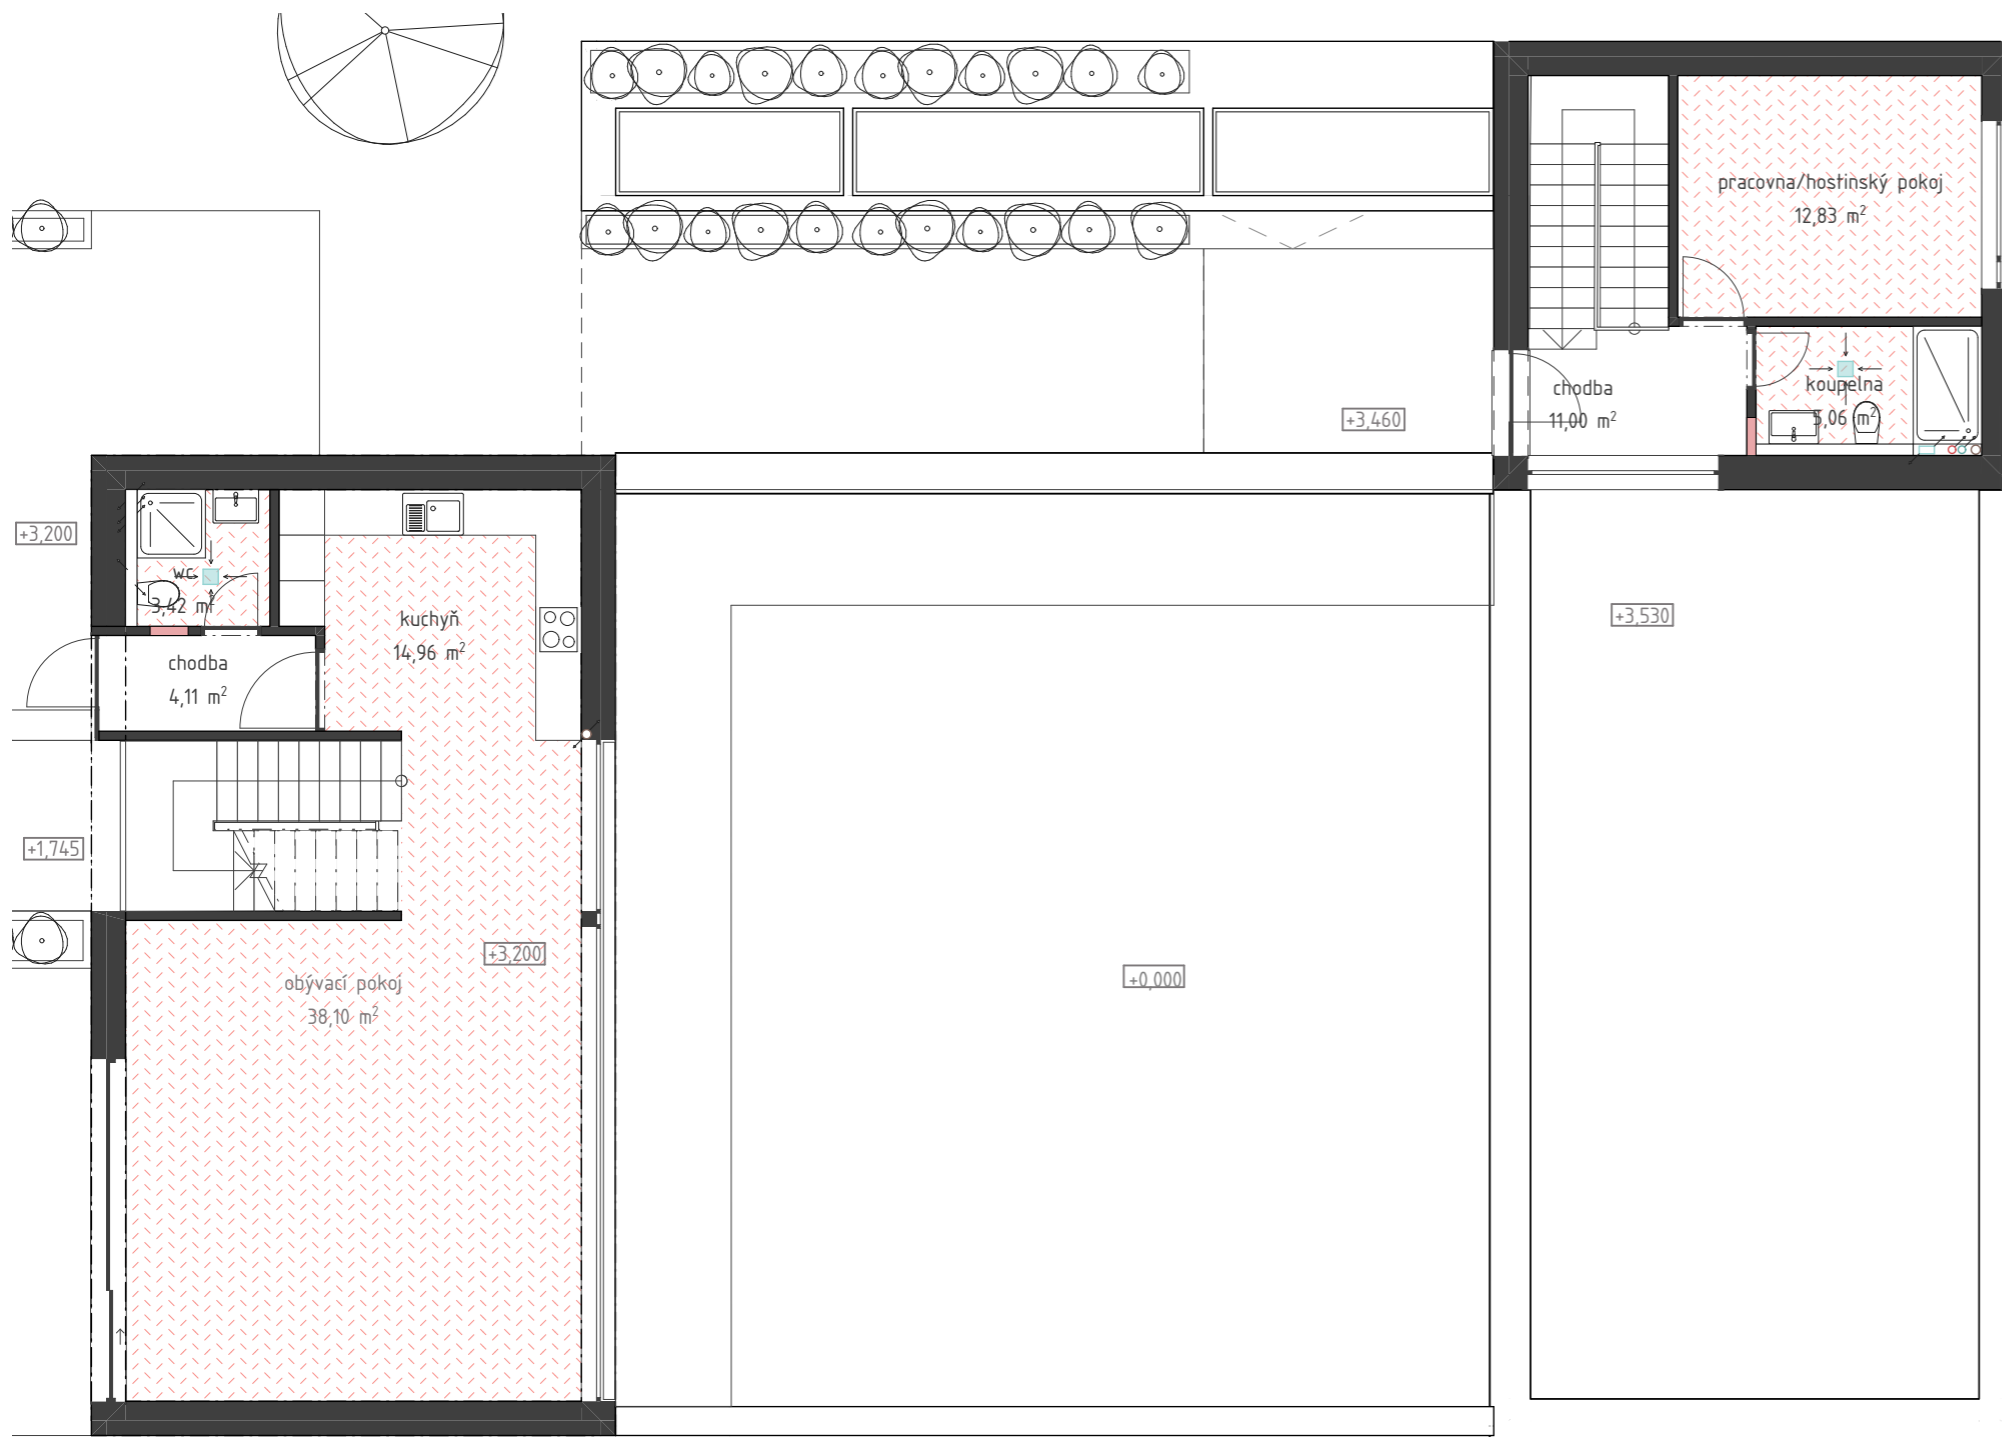 pracovna/hostinský pokoj
12,83 m²
chodba
11,00 m²
koupelna
5,06 m²
+3,460
+3,200
wc
3,42 m²
kuchyň
14,96 m²
+3,530
chodba
4,11 m²
+1,745
+3,200
obývací pokoj
38,10 m²
+0,000